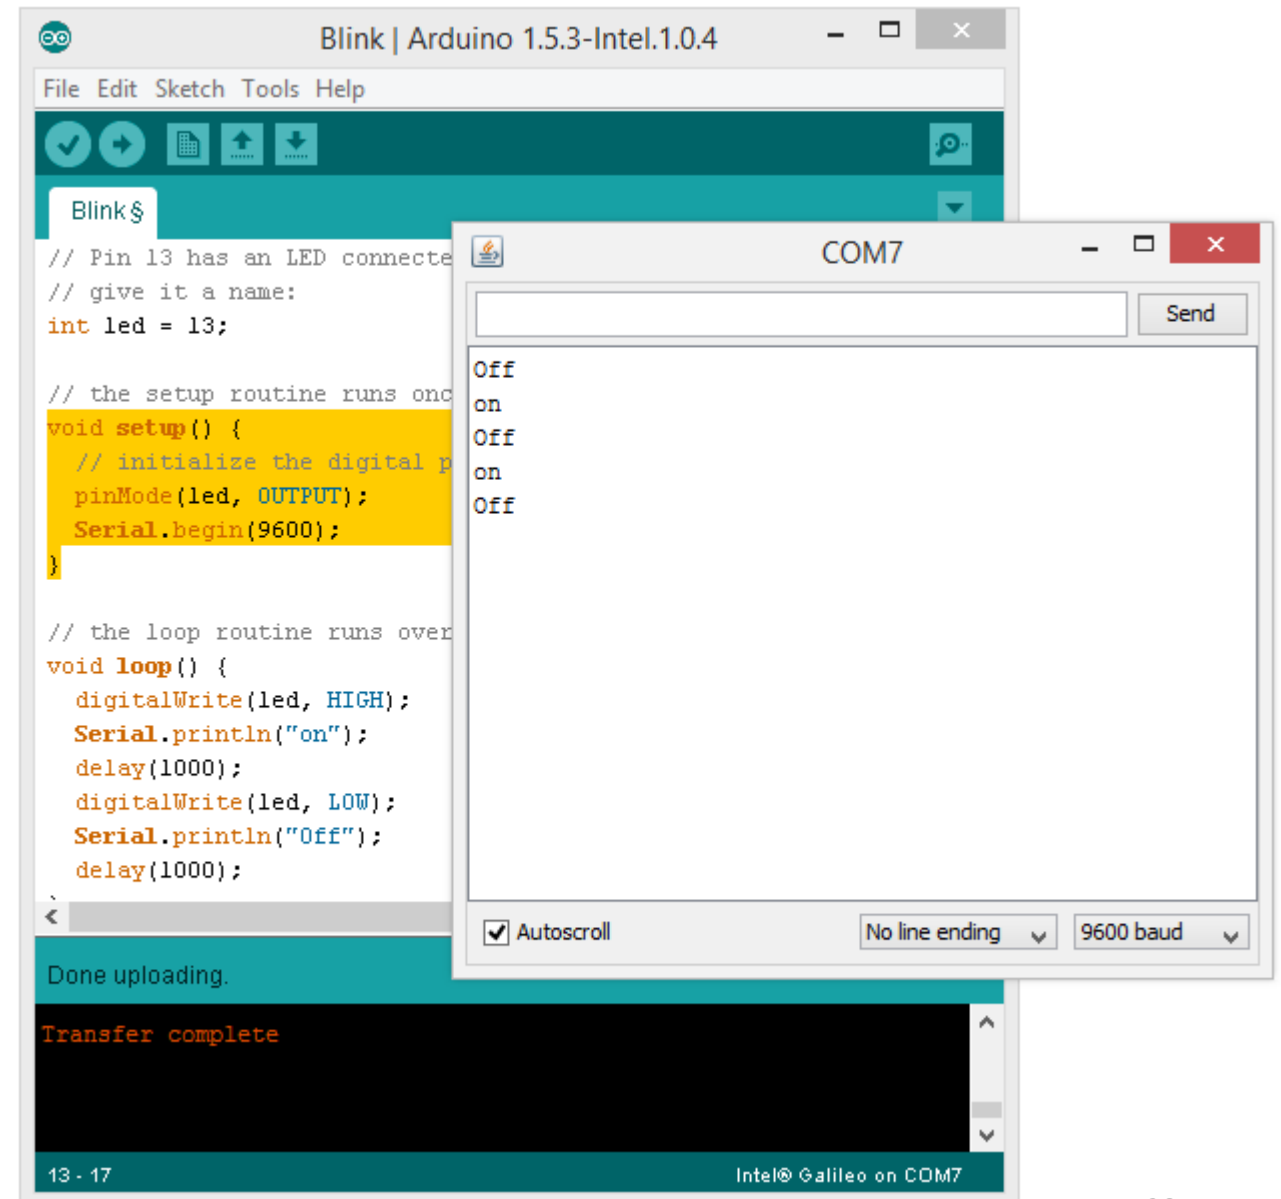 Blink | Arduino 1.5.3-Intel.1.0.4
File Edit Sketch Tools Help
Blink §
// Pin 13 has an LED connecte
// give it a name:
int led = 13;
// the setup routine runs onc
void setup() {
// initialize the digital p
pinMode(led, OUTPUT);
Serial.begin(9600);
}
// the loop routine runs over
void loop() {
digitalWrite(led, HIGH);
Serial.println("on");
delay(1000);
digitalWrite(led, LOW);
Serial.println("Off");
delay(1000);
COM7
Send
Off
on
Off
on
Off
Autoscroll
No line ending
9600 baud
Done uploading.
Transfer complete
13 - 17
Intel® Galileo on COM7